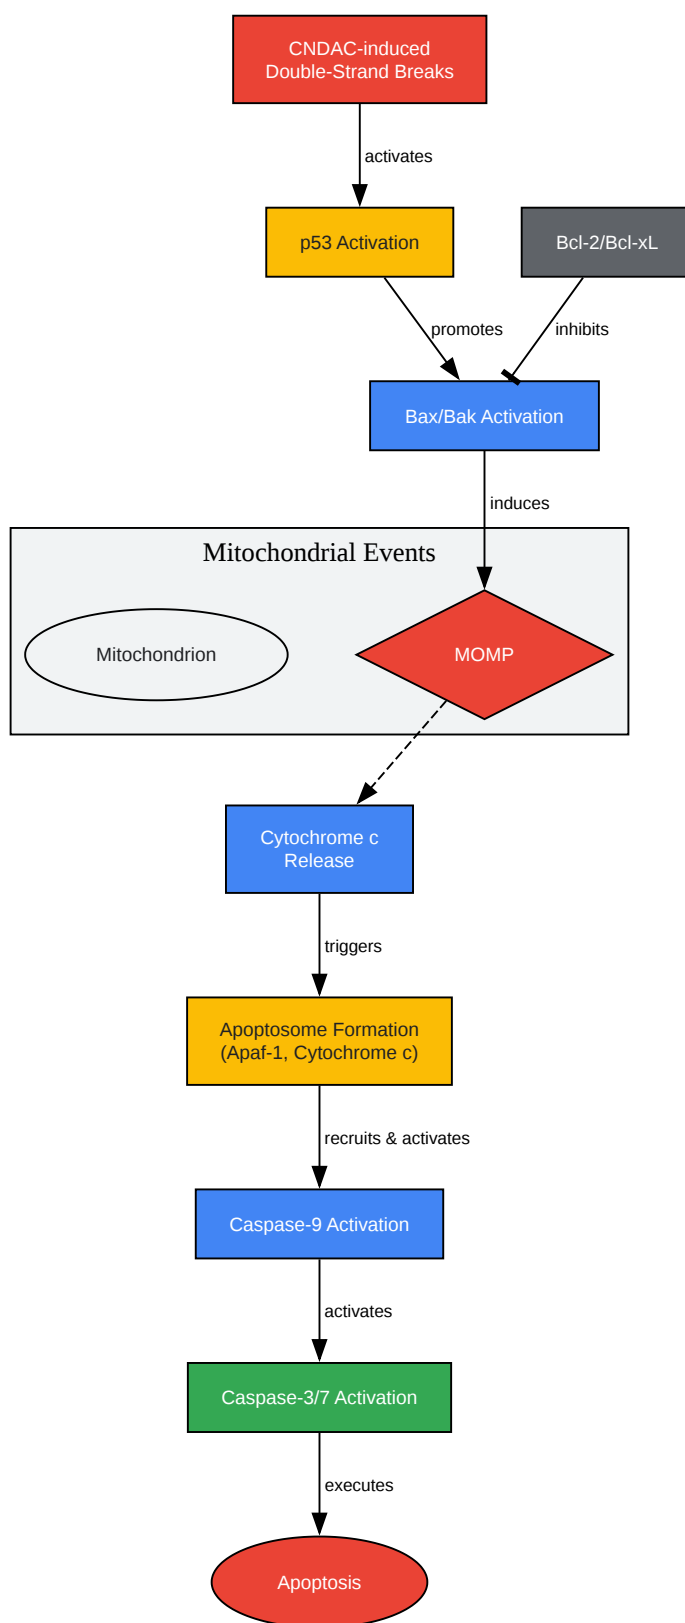 CNDAC-induced
Double-Strand Breaks
activates
p53 Activation
Bcl-2/Bcl-xL
promotes
inhibits
Bax/Bak Activation
induces
Mitochondrial Events
Mitochondrion
MOMP
Cytochrome c
Release
triggers
Apoptosome Formation
(Apaf-1, Cytochrome c)
recruits & activates
Caspase-9 Activation
activates
Caspase-3/7 Activation
executes
Apoptosis